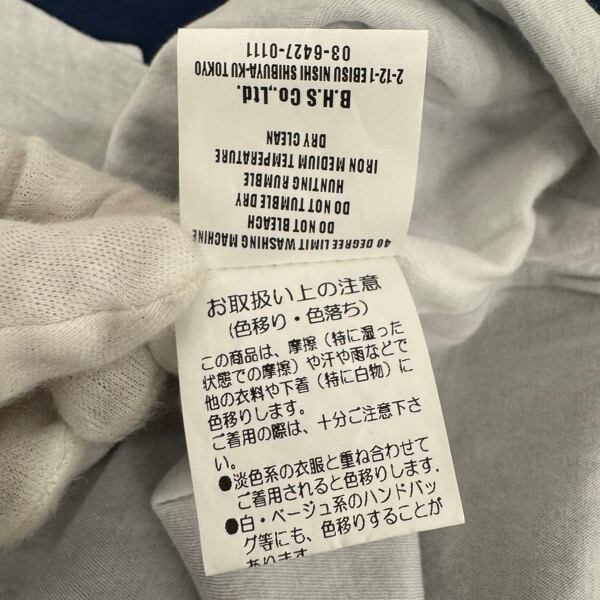 40 DEGREE LIMIT WASHING MACHINE
DO NOT BLEACH
DO NOT TUMBLE DRY
HUNTING RUMBLE
IRON MEDIUM TEMPERATURE
DRY CLEAN
B.H.S Co.,Ltd.
2-12-1 EBISU NISHI SHIBUYA-KU TOKYO
03-6427-0111
お取扱い上の注意
(色移り・色落ち)
この商品は、摩擦(特に湿った
状態での摩擦)や汗や雨などで
他の衣料や下着(特に白物)に
色移りします。
ご着用の際は、十分ご注意下さ
い。
●淡色系の衣服と重ね合わせて
ご着用されると色移りします.
●白・ベージュ系のハンドバッ
グ等にも、色移りすることが
あります